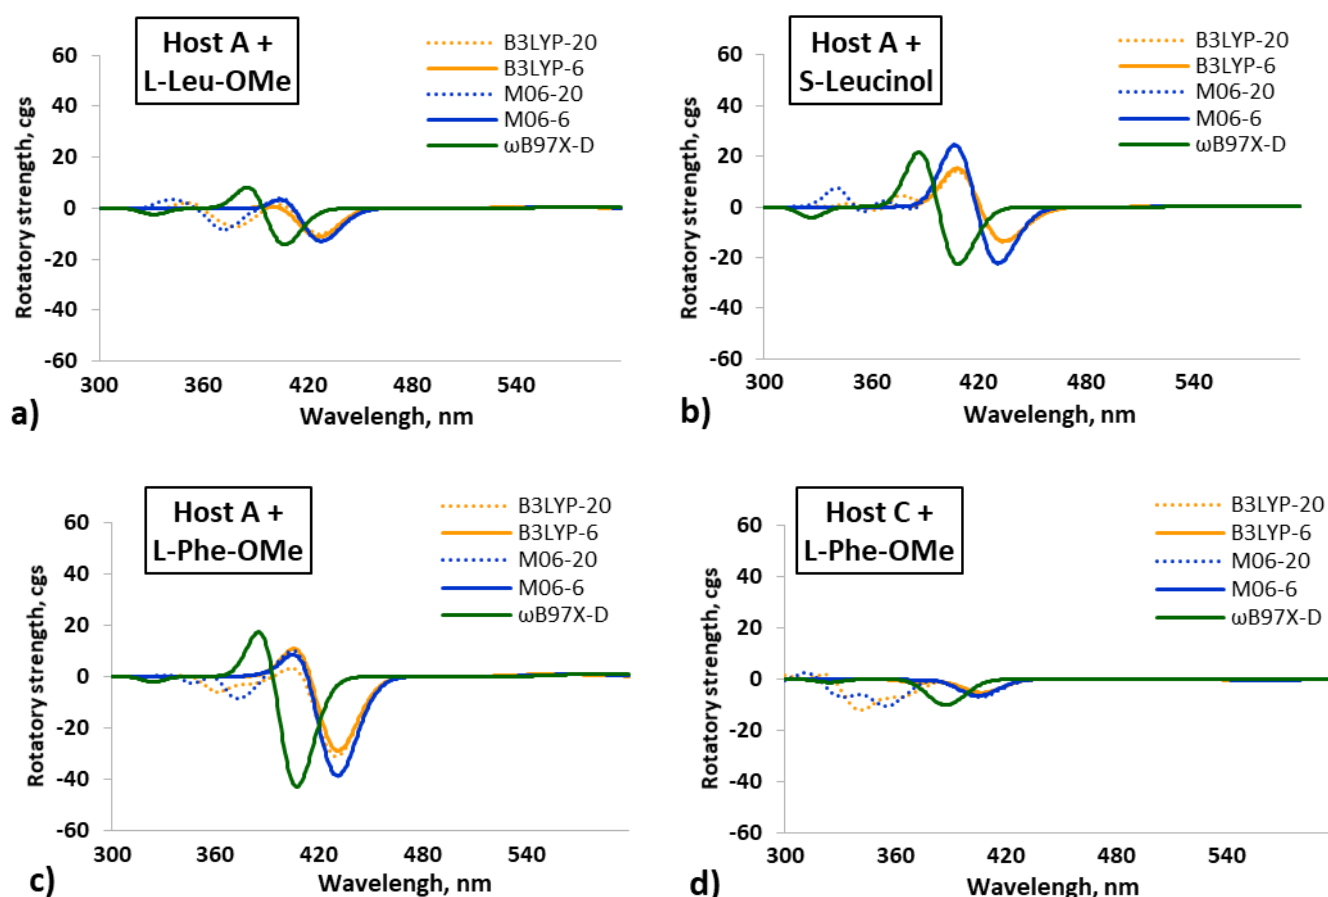 Host A +
L-Leu-OMe
B3LYP-20
B3LYP-6
M06-20
M06-6
ωB97X-D
Rotatory strength, cgs
60
40
20
0
-20
-40
-60
300 360 420 480 540
Wavelengh, nm
a)
Host A +
S-Leucinol
B3LYP-20
B3LYP-6
M06-20
M06-6
ωB97X-D
Rotatory strength, cgs
60
40
20
0
-20
-40
-60
300 360 420 480 540
Wavelengh, nm
b)
Host A +
L-Phe-OMe
B3LYP-20
B3LYP-6
M06-20
M06-6
ωB97X-D
Rotatory strength, cgs
60
40
20
0
-20
-40
-60
300 360 420 480 540
Wavelengh, nm
c)
Host C +
L-Phe-OMe
B3LYP-20
B3LYP-6
M06-20
M06-6
ωB97X-D
Rotatory strength, cgs
60
40
20
0
-20
-40
-60
300 360 420 480 540
Wavelengh, nm
d)